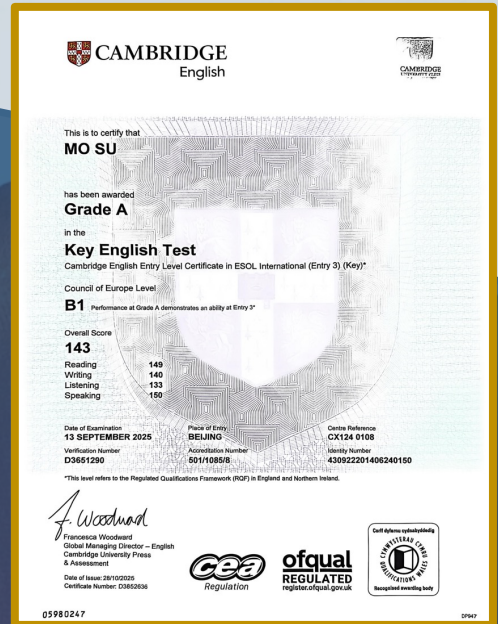 CAMBRIDGE
English
CAMBRIDGE
This is to certify that
MO SU
has been awarded
Grade A
in the
Key English Test
Cambridge English Entry Level Certificate in ESOL International (Entry 3) (Key)*
Council of Europe Level
B1 Performance at Grade A demonstrates an ability at Entry 3*
Overall Score
143
Reading 149
Writing 140
Listening 133
Speaking 150
Date of Examination Place of Entry Centre Reference
13 SEPTEMBER 2025 BEIJING CX124 0108
Verification Number Accreditation Number Identity Number
D3651290 501/1085/8 430922201406240150
*This level refers to the Regulated Qualifications Framework (RQF) in England and Northern Ireland.
F. Woodward
Francesca Woodward
Global Managing Director – English
Cambridge University Press
& Assessment
Date of Issue: 28/10/2025
Certificate Number: D3652636
cea
Regulation
ofqual
REGULATED
register.ofqual.gov.uk
Corff dyfarnu cydnabyddedig
QUALIFICATIONS WALES
Recognised awarding body
05980247
DP947